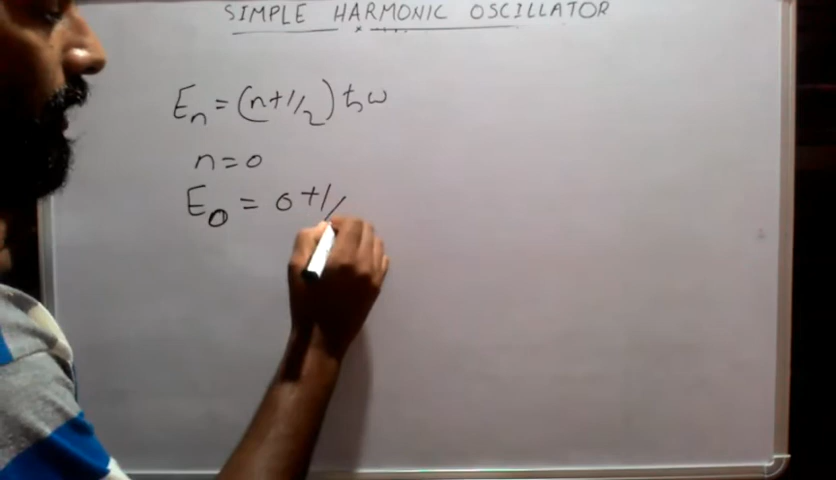 SIMPLE HARMONIC OSCILLATOR
Eₙ = (n+1/2) ħω
n = 0
E₀ = 0 + 1/